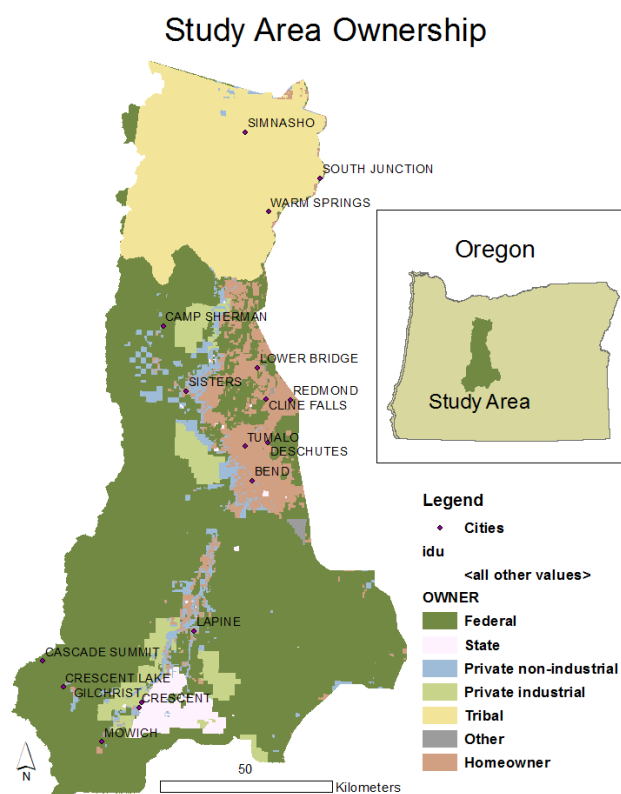 Study Area Ownership
SIMNASHO
SOUTH JUNCTION
WARM SPRINGS
Oregon
Study Area
CAMP SHERMAN
LOWER BRIDGE
SISTERS
REDMOND
CLINE FALLS
TUMALO
DESCHUTES
BEND
LAPINE
CASCADE SUMMIT
CRESCENT LAKE
GILCHRIST
CRESCENT
MOWICH
Legend
Cities
idu
<all other values>
OWNER
Federal
State
Private non-industrial
Private industrial
Tribal
Other
Homeowner
N
50
Kilometers